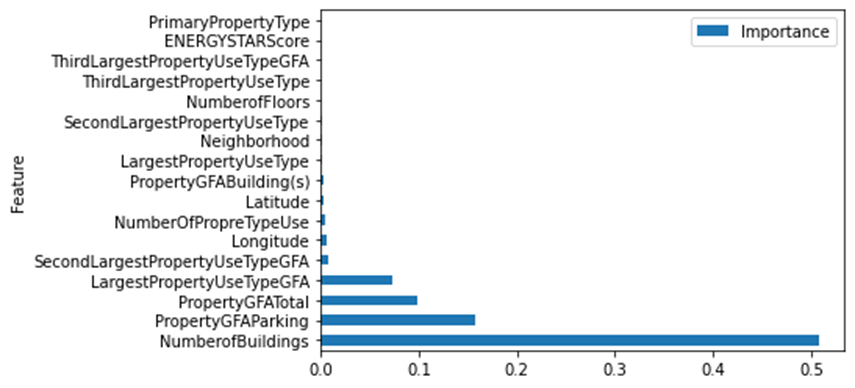 Importance
Feature
PrimaryPropertyType
ENERGYSTARScore
ThirdLargestPropertyUseTypeGFA
ThirdLargestPropertyUseType
NumberofFloors
SecondLargestPropertyUseType
Neighborhood
LargestPropertyUseType
PropertyGFABuilding(s)
Latitude
NumberOfPropreTypeUse
Longitude
SecondLargestPropertyUseTypeGFA
LargestPropertyUseTypeGFA
PropertyGFATotal
PropertyGFAParking
NumberofBuildings
0.0 0.1 0.2 0.3 0.4 0.5